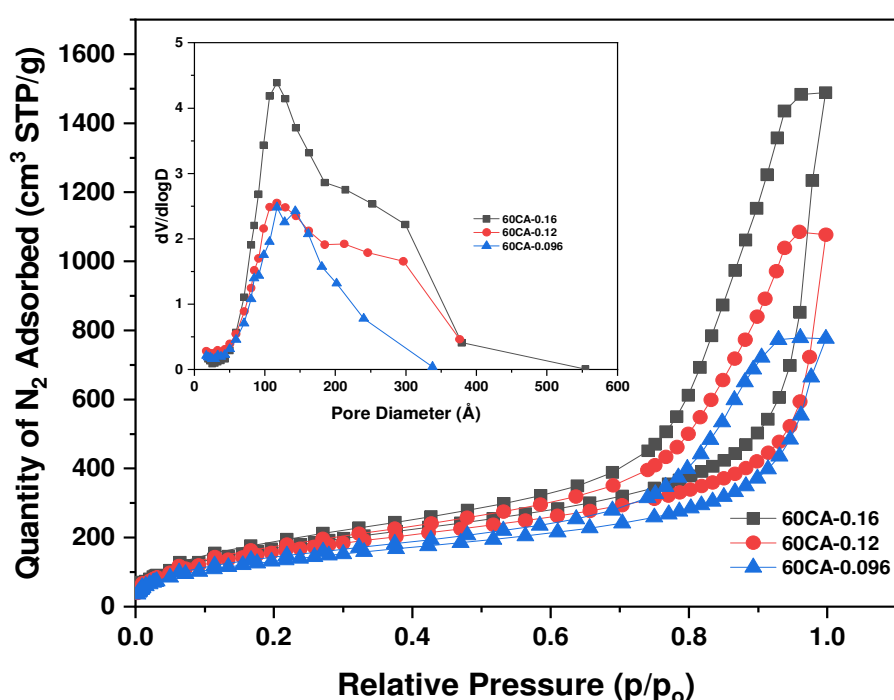 1600
1400
1200
1000
800
600
400
200
0
Quantity of N₂ Adsorbed (cm³ STP/g)
0.0 0.2 0.4 0.6 0.8 1.0
Relative Pressure (p/pₒ)
60CA-0.16
60CA-0.12
60CA-0.096
5
4
3
2
1
0
dV/dlogD
0 100 200 300 400 500 600
Pore Diameter (Å)
60CA-0.16
60CA-0.12
60CA-0.096